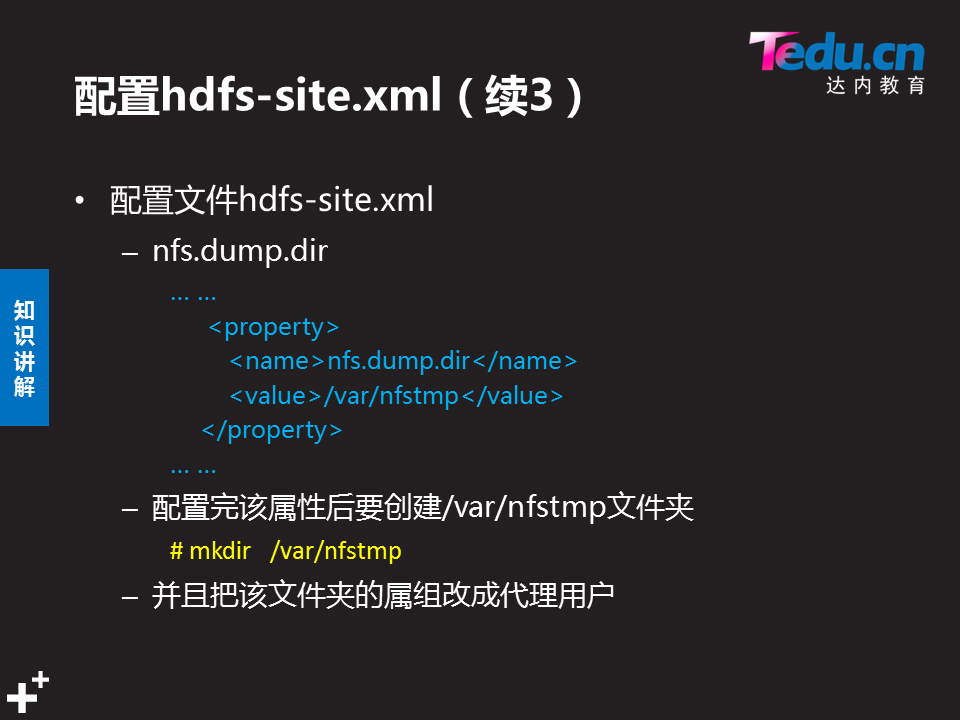 Tedu.cn
达内教育
配置hdfs-site.xml（续3）
• 配置文件hdfs-site.xml
– nfs.dump.dir
… …
<property>
<name>nfs.dump.dir</name>
<value>/var/nfstmp</value>
</property>
… …
– 配置完该属性后要创建/var/nfstmp文件夹
# mkdir /var/nfstmp
– 并且把该文件夹的属组改成代理用户
知识讲解